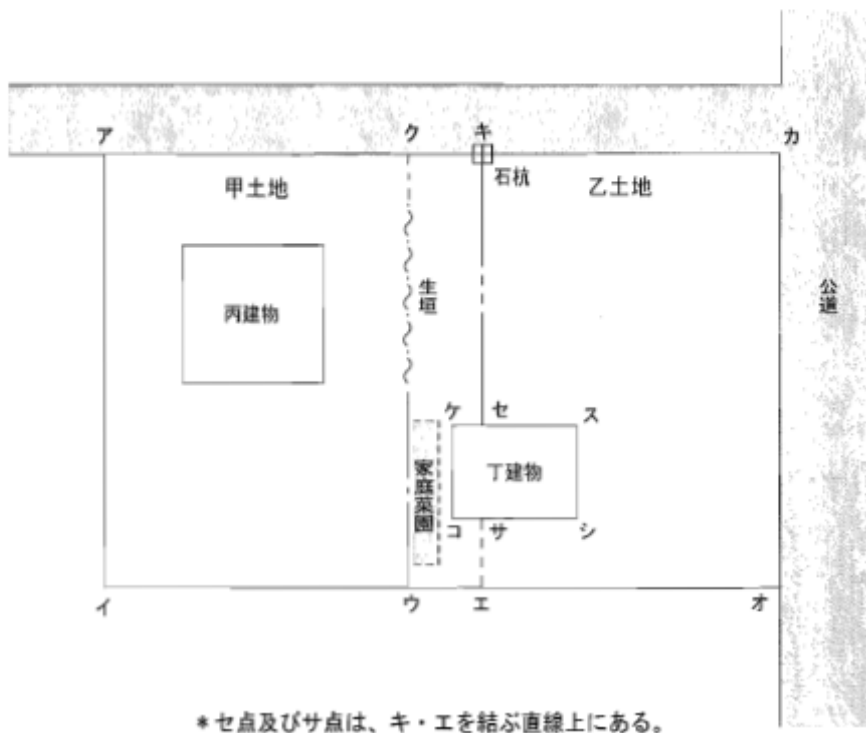 ア ク キ カ
石杭
甲土地 乙土地
丙建物
生垣
公道
ケ セ ス
丁建物
家庭菜園
コ サ シ
イ ウ エ オ
*セ点及びサ点は、キ・エを結ぶ直線上にある。